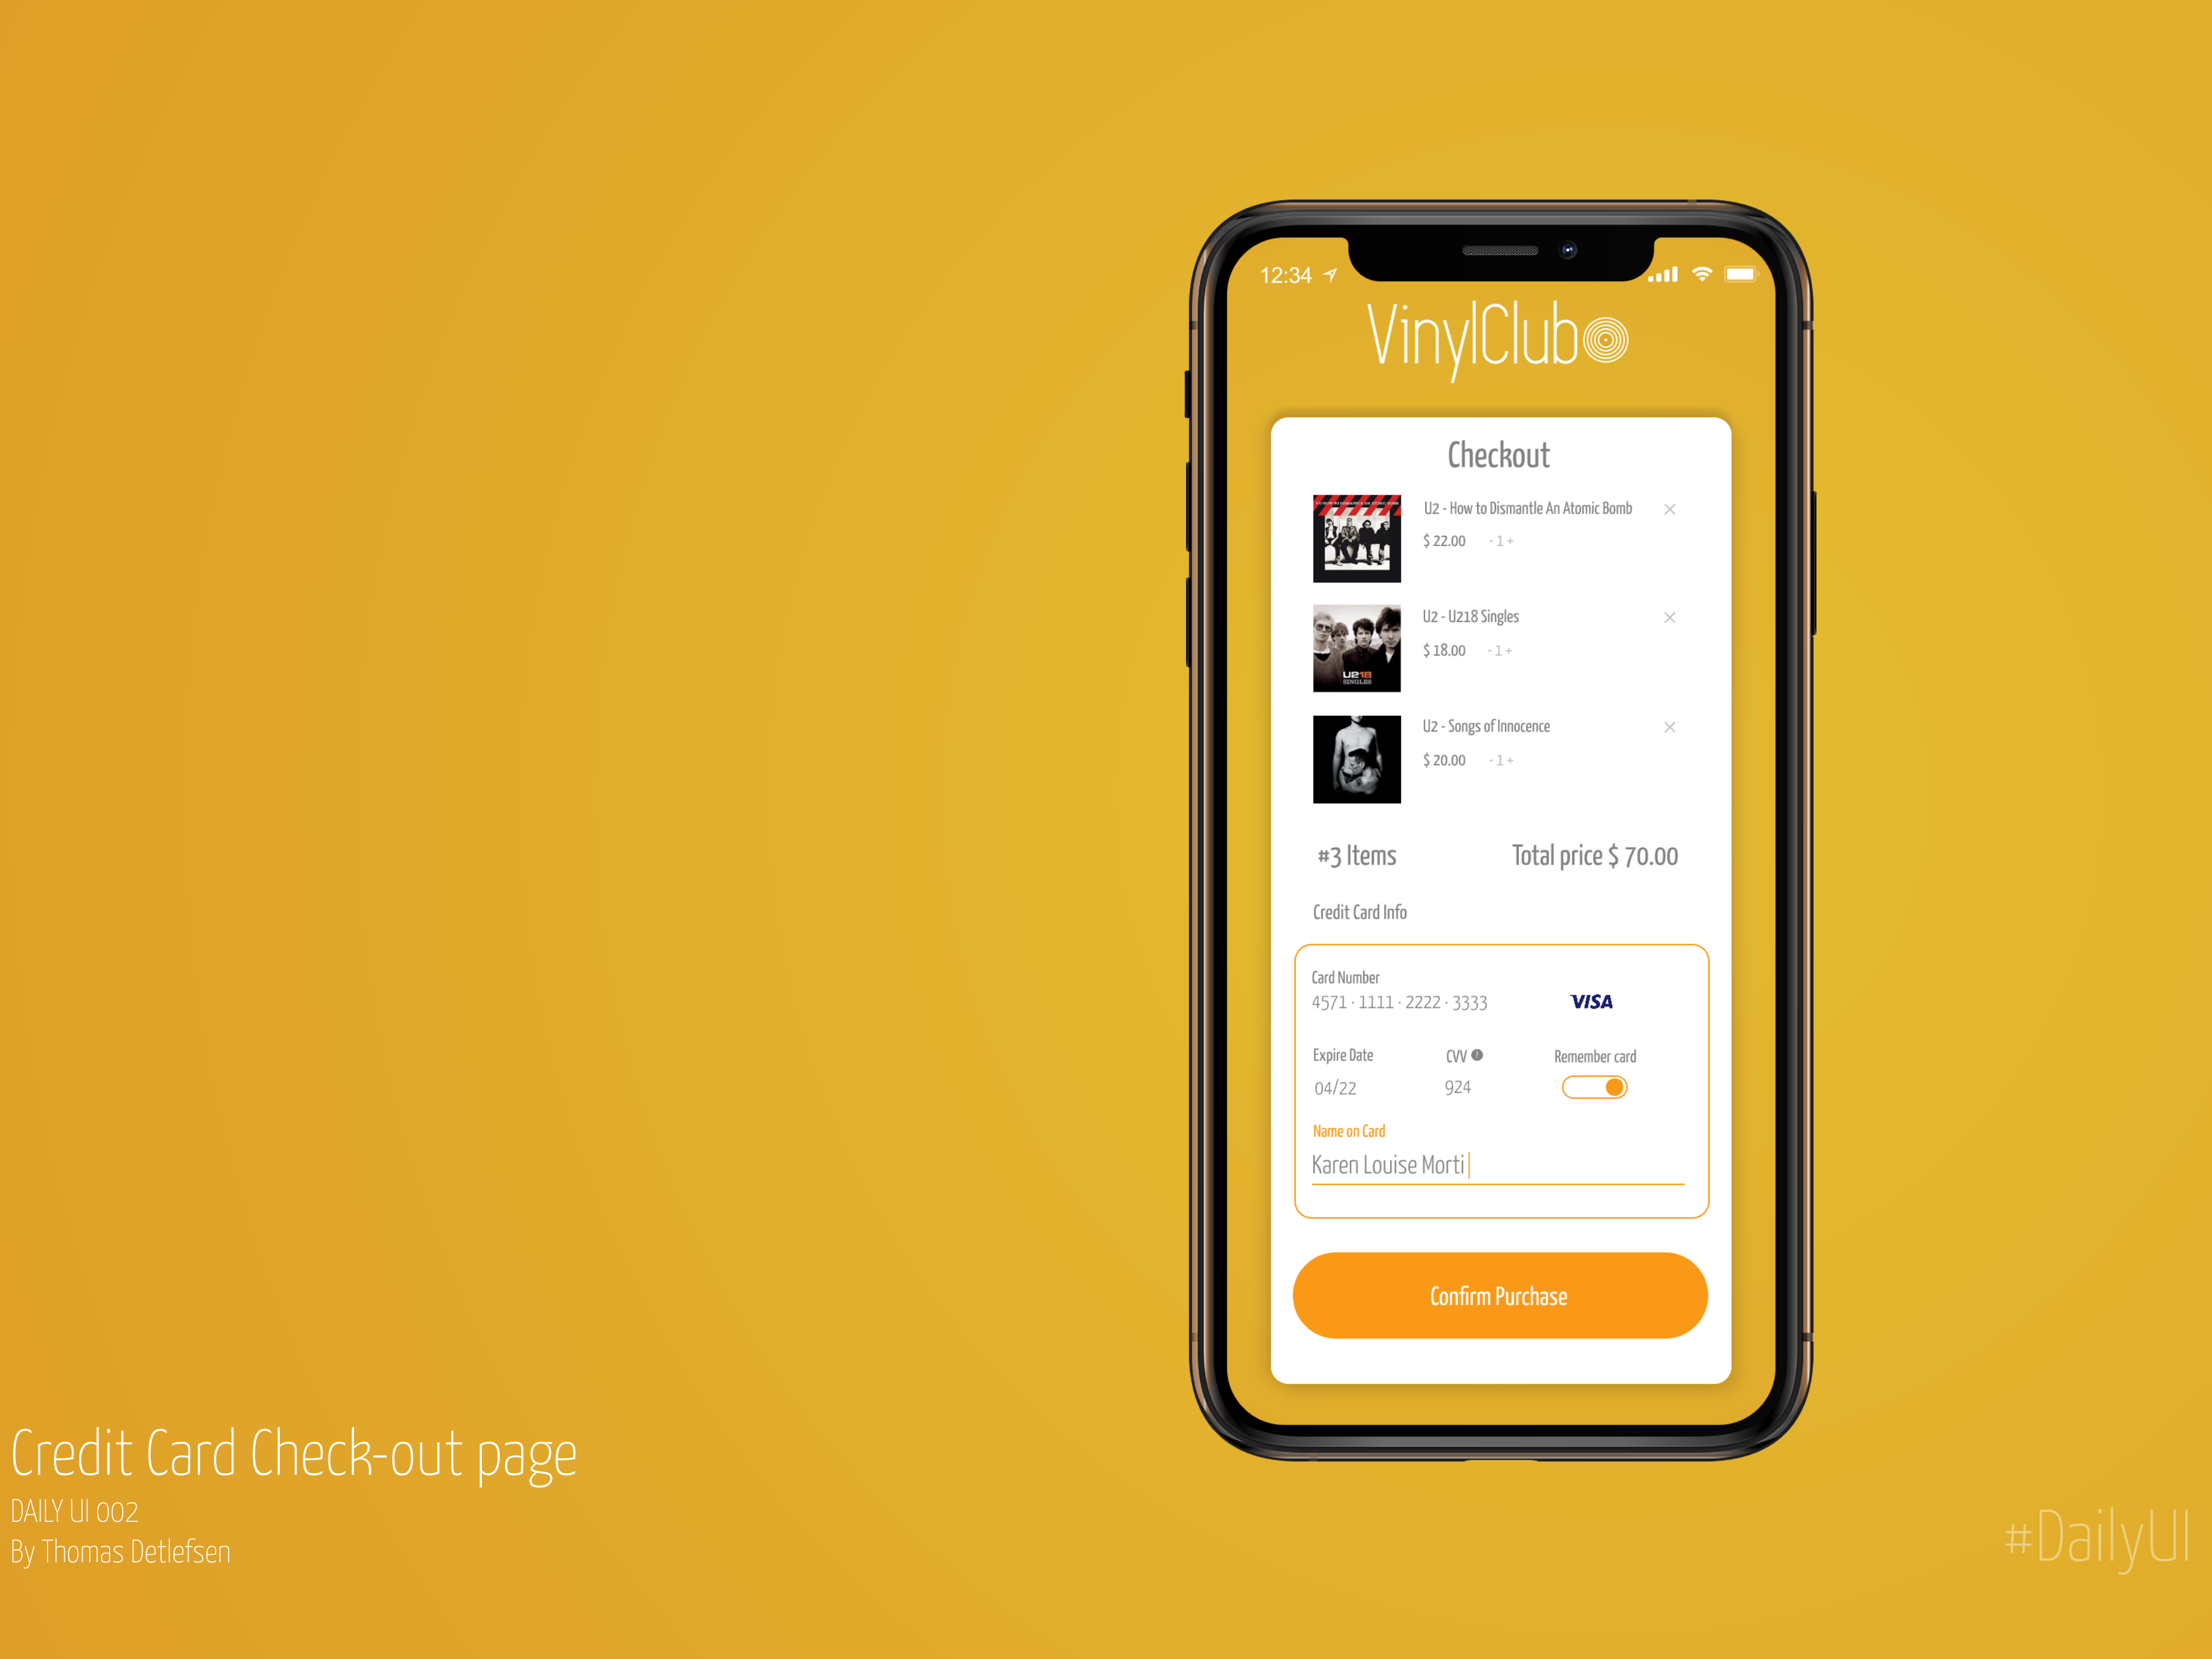 12:34
VinylClub
Checkout
U2 - How to Dismantle An Atomic Bomb
$ 22.00 - 1 +
U2 - U218 Singles
$ 18.00 - 1 +
U218
SINGLES
U2 - Songs of Innocence
$ 20.00 - 1 +
#3 Items Total price $ 70.00
Credit Card Info
Card Number
4571 · 1111 · 2222 · 3333 VISA
Expire Date CVV Remember card
04/22 924
Name on Card
Karen Louise Morti
Confirm Purchase
Credit Card Check-out page
DAILY UI 002
By Thomas Detlefsen
#DailyUI